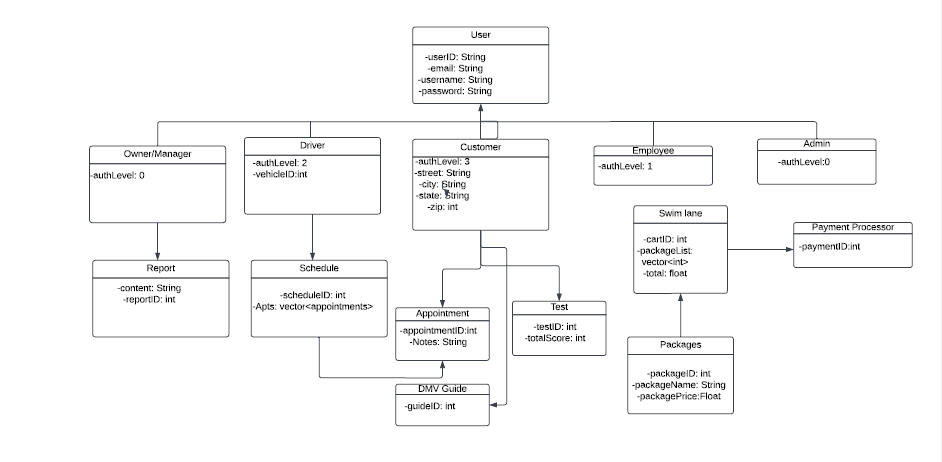 User
-userID: String
-email: String
-username: String
-password: String
Owner/Manager
-authLevel: 0
Driver
-authLevel: 2
-vehicleID:int
Customer
-authLevel: 3
-street: String
-city: String
-state: String
-zip: int
Employee
-authLevel: 1
Admin
-authLevel:0
Swim lane
-cartID: int
-packageList:
vector<int>
-total: float
Payment Processor
-paymentID:int
Report
-content: String
-reportID: int
Schedule
-scheduleID: int
-Apts: vector<appointments>
Appointment
-appointmentID:int
-Notes: String
Test
-testID: int
-totalScore: int
Packages
-packageID: int
-packageName: String
-packagePrice:Float
DMV Guide
-guideID: int